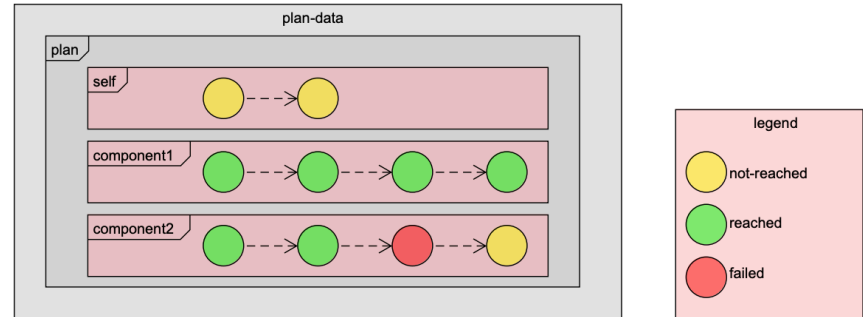 plan-data
plan
self
component1
component2
legend
not-reached
reached
failed